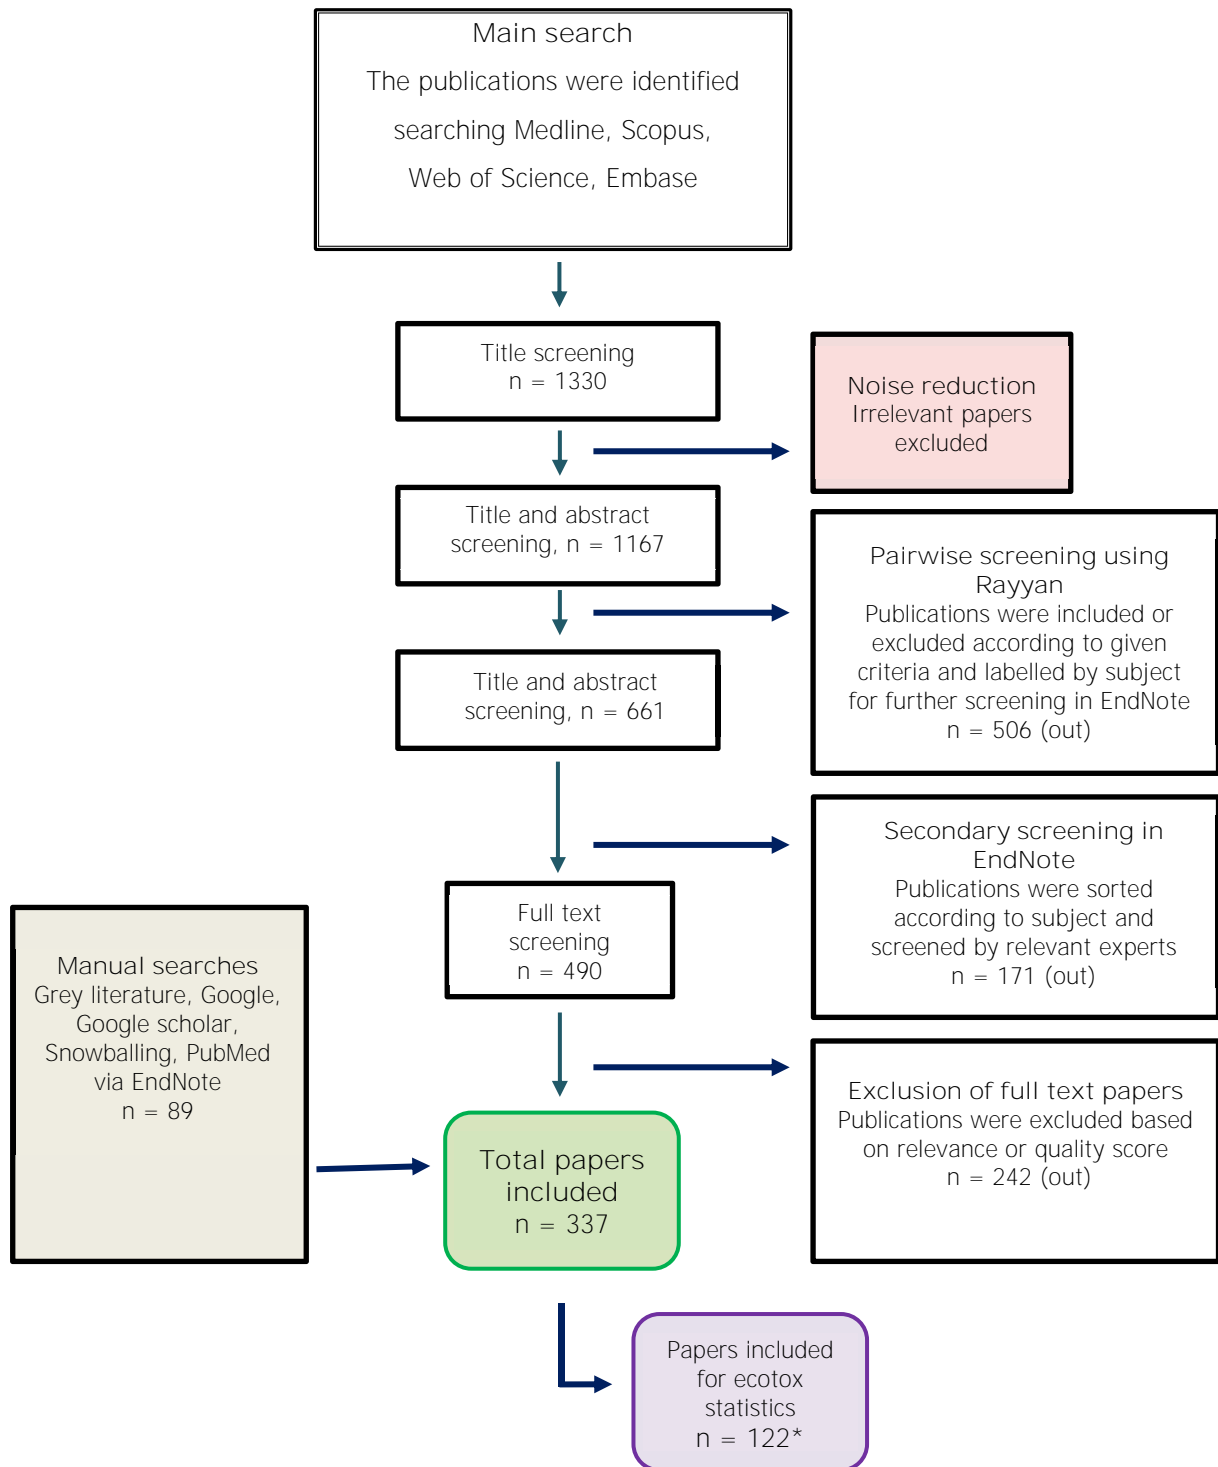 Main search
The publications were identified
searching Medline, Scopus,
Web of Science, Embase
Title screening
n = 1330
Noise reduction
Irrelevant papers
excluded
Title and abstract
screening, n = 1167
Pairwise screening using
Rayyan
Publications were included or
excluded according to given
criteria and labelled by subject
for further screening in EndNote
n = 506 (out)
Title and abstract
screening, n = 661
Secondary screening in
EndNote
Publications were sorted
according to subject and
screened by relevant experts
n = 171 (out)
Full text
screening
n = 490
Manual searches
Grey literature, Google,
Google scholar,
Snowballing, PubMed
via EndNote
n = 89
Exclusion of full text papers
Publications were excluded based
on relevance or quality score
n = 242 (out)
Total papers
included
n = 337
Papers included
for ecotox
statistics
n = 122*